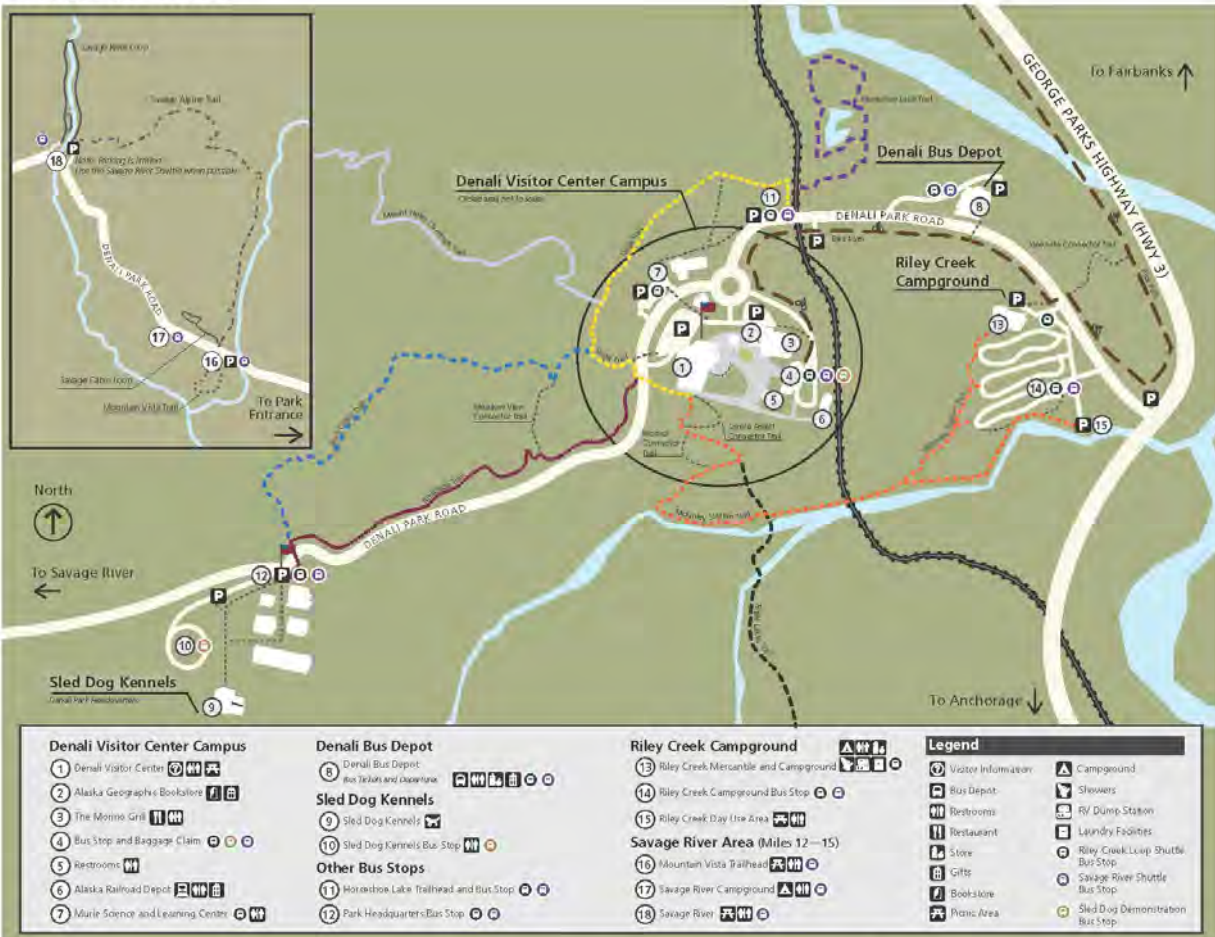 Savage River Loop
Savage Alpine Trail
18
Note: Parking is limited.
Use the Savage River Shuttle when possible.
DENALI PARK ROAD
17
16
Savage Cabin Loop
Mountain Vista Trail
To Park
Entrance
To Fairbanks
GEORGE PARKS HIGHWAY (HWY 3)
Horseshoe Lake Trail
Denali Bus Depot
Denali Visitor Center Campus
11
8
DENALI PARK ROAD
Bike Path
Mount Healy Overlook Trail
Riley Creek
Campground
7
13
2
3
1
4
5
6
14
15
Meadow View
Connector Trail
McKinley Station Trail
North
To Savage River
DENALI PARK ROAD
12
10
Sled Dog Kennels
Denali Park Headquarters
9
To Anchorage
Denali Visitor Center Campus
1 Denali Visitor Center
2 Alaska Geographic Bookstore
3 The Morino Grill
4 Bus Stop and Baggage Claim
5 Restrooms
6 Alaska Railroad Depot
7 Murie Science and Learning Center
Denali Bus Depot
8 Denali Bus Depot
Bus Tickets and Departures
Sled Dog Kennels
9 Sled Dog Kennels
10 Sled Dog Kennels Bus Stop
Other Bus Stops
11 Horseshoe Lake Trailhead and Bus Stop
12 Park Headquarters Bus Stop
Riley Creek Campground
13 Riley Creek Mercantile and Campground
14 Riley Creek Campground Bus Stop
15 Riley Creek Day Use Area
Savage River Area (Miles 12—15)
16 Mountain Vista Trailhead
17 Savage River Campground
18 Savage River
Legend
Visitor Information
Bus Depot
Restrooms
Restaurant
Store
Gifts
Bookstore
Picnic Area
Campground
Showers
RV Dump Station
Laundry Facilities
Riley Creek Loop Shuttle
Bus Stop
Savage River Shuttle
Bus Stop
Sled Dog Demonstration
Bus Stop